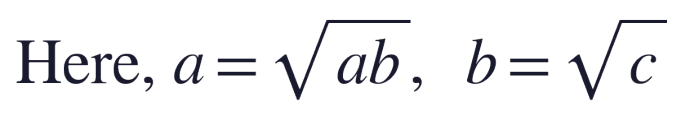 Here, a = √ab, b = √c